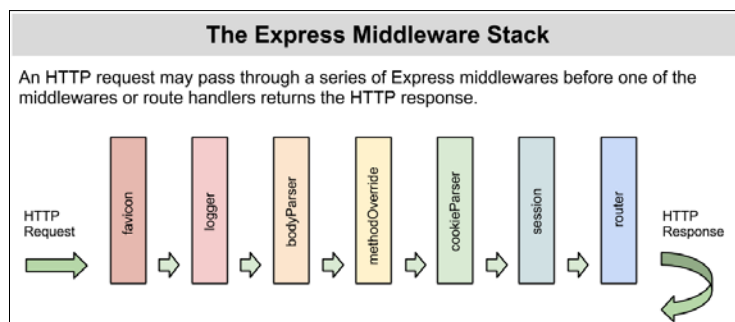 The Express Middleware Stack
An HTTP request may pass through a series of Express middlewares before one of the
middlewares or route handlers returns the HTTP response.
HTTP
Request
favicon
logger
bodyParser
methodOverride
cookieParser
session
router
HTTP
Response